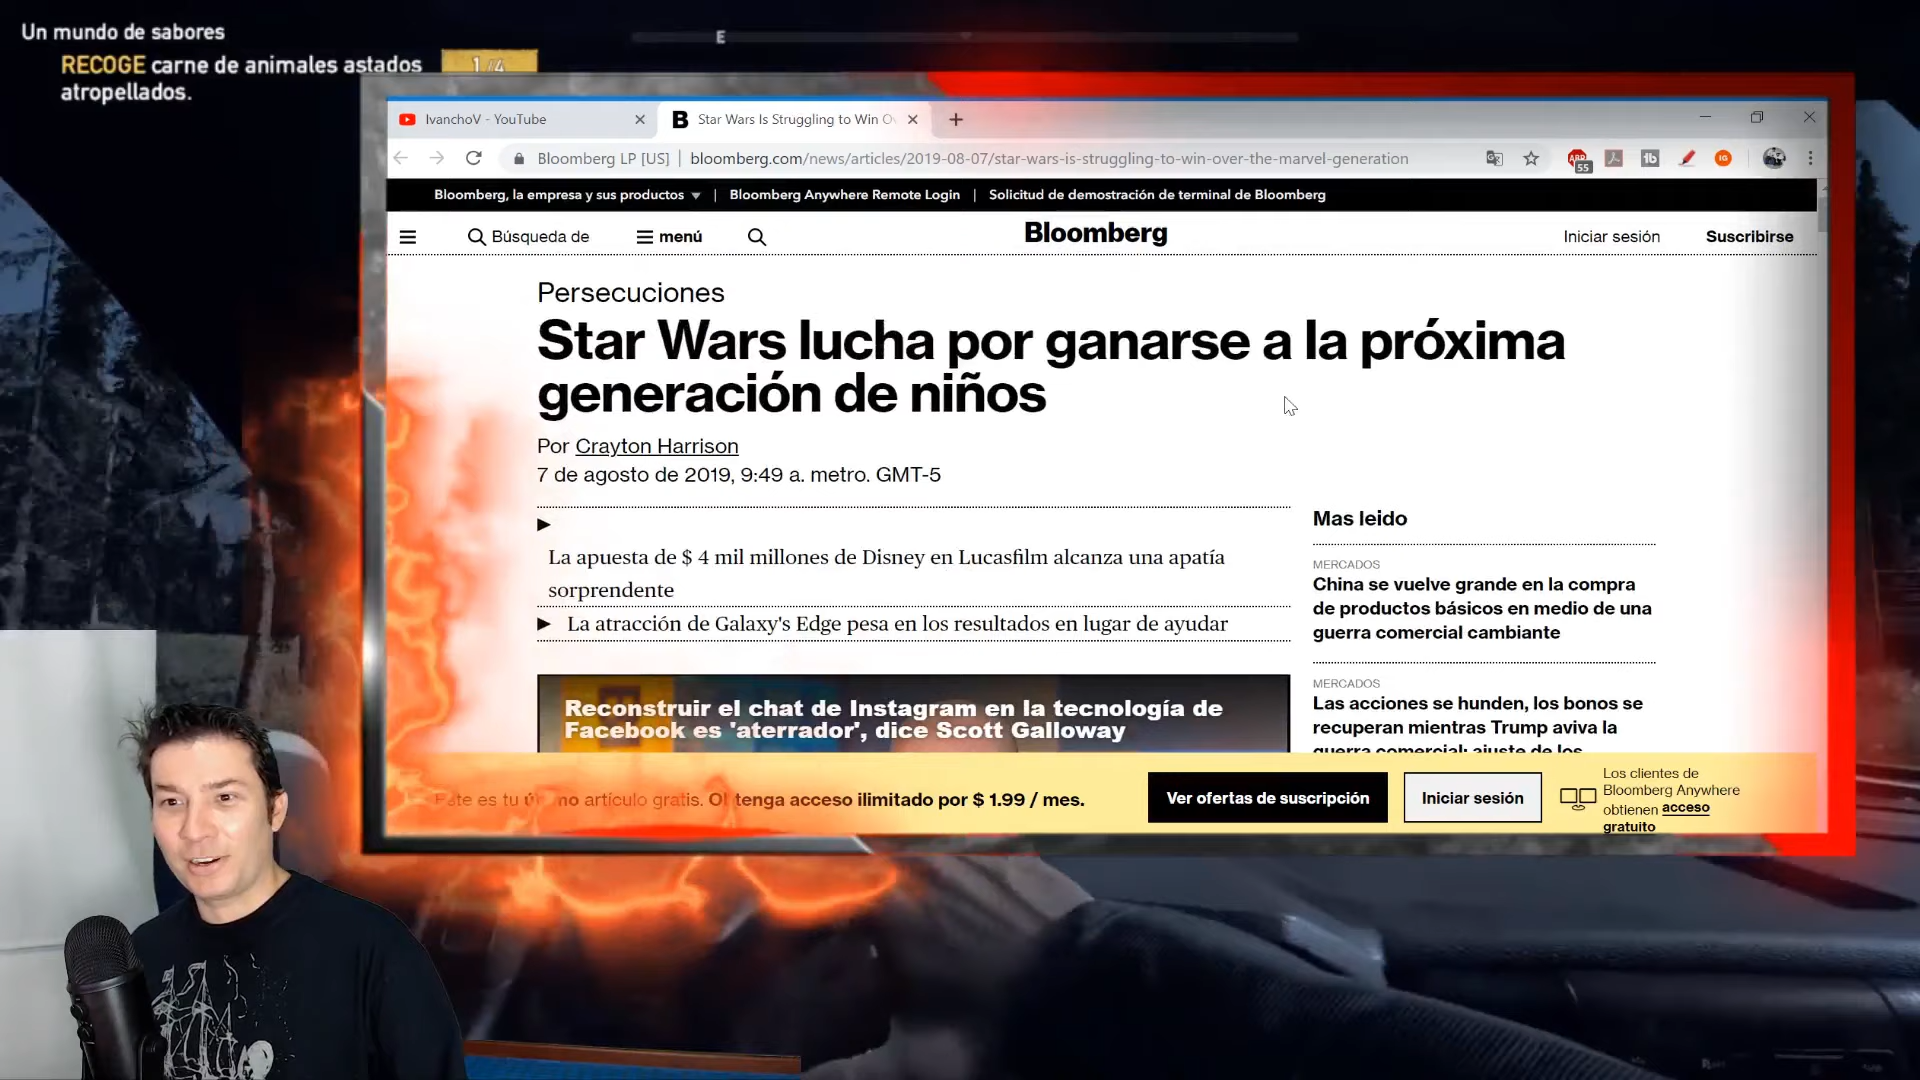 Un mundo de sabores
RECOGE carne de animales astados
atropellados.
1/4
E
IvanchoV - YouTube
B Star Wars Is Struggling to Win O
Bloomberg LP [US] | bloomberg.com/news/articles/2019-08-07/star-wars-is-struggling-to-win-over-the-marvel-generation
ABP
55
tb
IG
Bloomberg, la empresa y sus productos | Bloomberg Anywhere Remote Login | Solicitud de demostración de terminal de Bloomberg
Búsqueda de
menú
Bloomberg
Iniciar sesión
Suscribirse
Persecuciones
Star Wars lucha por ganarse a la próxima
generación de niños
Por Crayton Harrison
7 de agosto de 2019, 9:49 a. metro. GMT-5
La apuesta de $ 4 mil millones de Disney en Lucasfilm alcanza una apatía
sorprendente
La atracción de Galaxy's Edge pesa en los resultados en lugar de ayudar
Reconstruir el chat de Instagram en la tecnología de
Facebook es 'aterrador', dice Scott Galloway
Mas leido
MERCADOS
China se vuelve grande en la compra
de productos básicos en medio de una
guerra comercial cambiante
MERCADOS
Las acciones se hunden, los bonos se
recuperan mientras Trump aviva la
guerra comercial: ajuste de los
Este es tu último artículo gratis. Obtenga acceso ilimitado por $ 1.99 / mes.
Ver ofertas de suscripción
Iniciar sesión
Los clientes de
Bloomberg Anywhere
obtienen acceso
gratuito